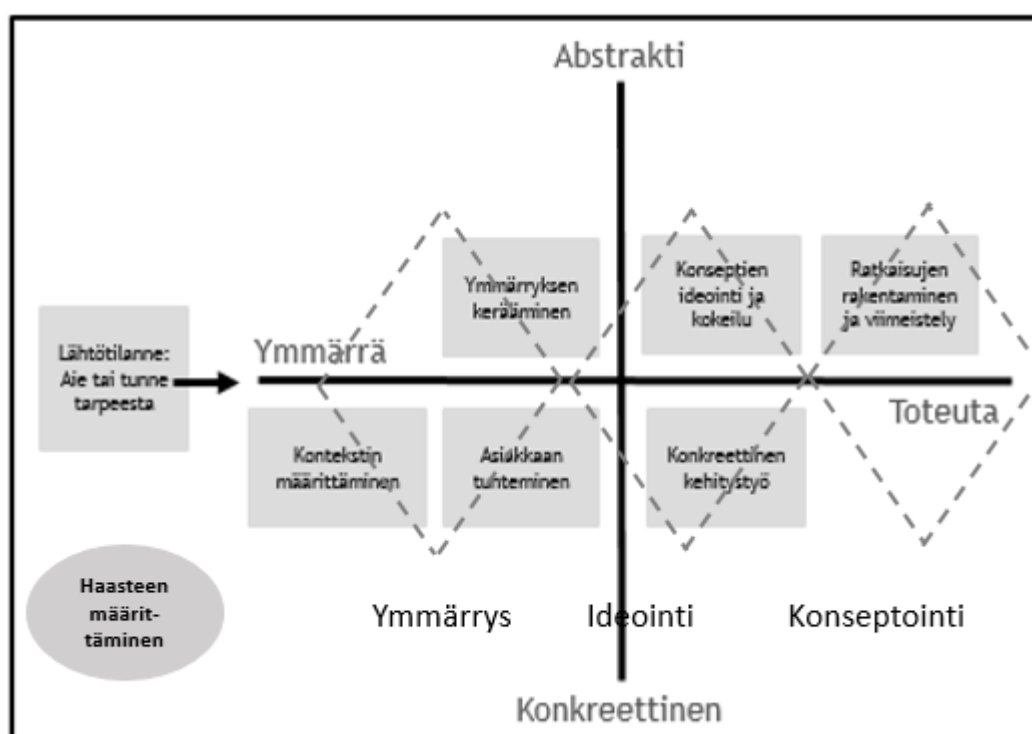 Abstrakti
Ymmärryksen
kerääminen
Konseptien
ideointi ja
kokeilu
Ratkaisujen
rakentaminen
ja viimeistely
Lähtötilanne:
Aie tai tunne
tarpeesta
Ymmärrä
Toteuta
Kontekstin
määrittäminen
Asiakkaan
tuhteminen
Konkreettinen
kehitystyö
Haasteen
määrit-
täminen
Ymmärrys
Ideointi
Konseptointi
Konkreettinen